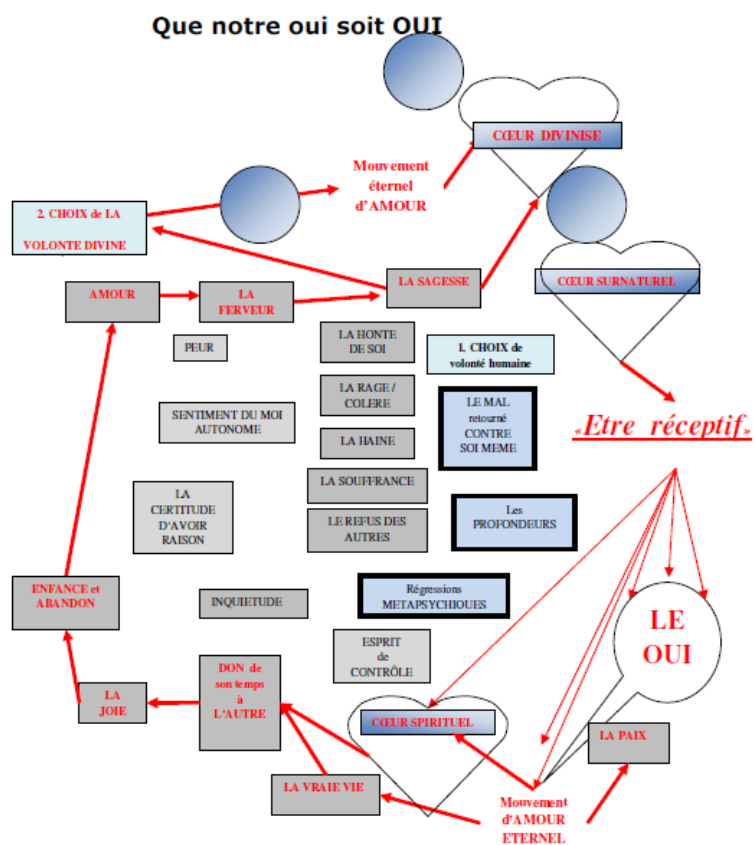 Que notre oui soit OUI
CŒUR DIVINISE
Mouvement
éternel
d'AMOUR
2. CHOIX de LA
VOLONTE DIVINE
LA SAGESSE
CŒUR SURNATUREL
AMOUR
LA
FERVEUR
PEUR
LA HONTE
DE SOI
1. CHOIX de
volonté humaine
LA RAGE /
COLERE
LE MAL
retourné
CONTRE
SOI MEME
SENTIMENT DU MOI
AUTONOME
«Etre réceptif»
LA HAINE
LA SOUFFRANCE
LA
CERTITUDE
D'AVOIR
RAISON
LE REFUS DES
AUTRES
Les
PROFONDEURS
ENFANCE et
ABANDON
INQUIETUDE
Régressions
METAPSYCHIQUES
LE
OUI
ESPRIT
de
CONTRÔLE
LA
JOIE
DON de
son temps
à
L'AUTRE
CŒUR SPIRITUEL
LA PAIX
LA VRAIE VIE
Mouvement
d'AMOUR
ETERNEL